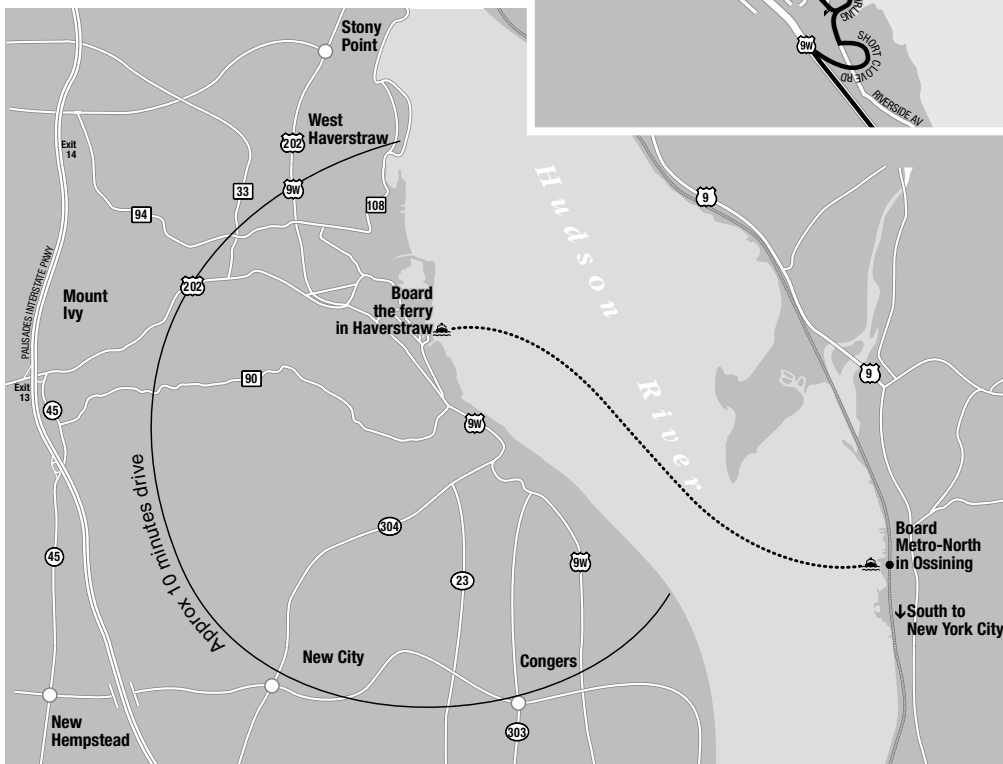 Stony
Point
West
Haverstraw
202
9W
Exit
14
33
94
108
PALISADES INTERSTATE PKWY
Mount
Ivy
202
Board
the ferry
in Haverstraw
Exit
13
45
90
9W
Approx 10 minutes drive
304
45
23
9W
New City
Congers
New
Hempstead
303
Hudson
River
9
9
Board
Metro-North
in Ossining
↓South to
New York City
9W
SHORT CLOVE RD
RIVERSIDE AV